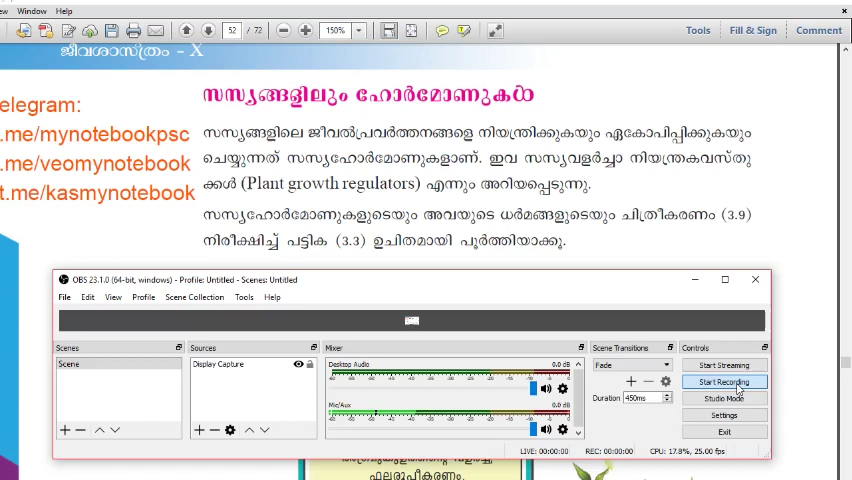 Window Help
52 / 72 150% Tools Fill & Sign Comment
ജീവശാസ്ത്രം - X
elegram:
.me/mynotebookpsc
.me/veomynotebook
t.me/kasmynotebook
സസ്യങ്ങളിലും ഹോർമോണുകൾ
സസ്യങ്ങളിലെ ജീവൽപ്രവർത്തനങ്ങളെ നിയന്ത്രിക്കുകയും ഏകോപിപ്പിക്കുകയും
ചെയ്യുന്നത് സസ്യഹോർമോണുകളാണ്. ഇവ സസ്യവളർച്ചാ നിയന്ത്രകവസ്തു
ക്കൾ (Plant growth regulators) എന്നും അറിയപ്പെടുന്നു.
സസ്യഹോർമോണുകളുടെയും അവയുടെ ധർമങ്ങളുടെയും ചിത്രീകരണം (3.9)
നിരീക്ഷിച്ച് പട്ടിക (3.3) ഉചിതമായി പൂർത്തിയാക്കൂ.
OBS 23.1.0 (64-bit, windows) - Profile: Untitled - Scenes: Untitled
File Edit View Profile Scene Collection Tools Help
Scenes Sources Mixer Scene Transitions Controls
Scene Display Capture Desktop Audio 0.0 dB Fade Start Streaming
Start Recording
Duration 450ms Studio Mode
Mic/Aux 0.0 dB Settings
Exit
LIVE: 00:00:00 REC: 00:00:00 CPU: 17.8%, 25.00 fps
ഫലരൂപീകരണം.